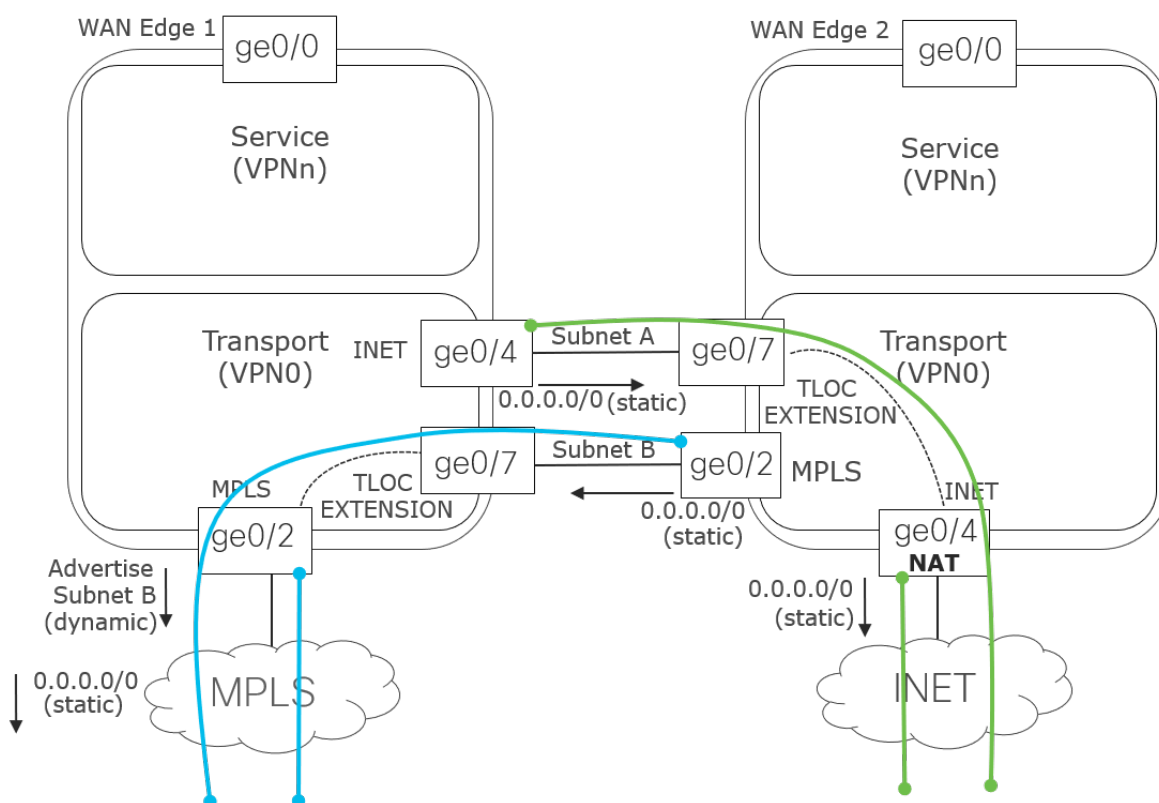 WAN Edge 1
ge0/0
Service
(VPNn)
Transport
(VPN0)
INET
ge0/4
Subnet A
0.0.0.0/0 (static)
ge0/7
Subnet B
TLOC
EXTENSION
MPLS
ge0/2
Advertise
Subnet B
(dynamic)
0.0.0.0/0
(static)
MPLS
WAN Edge 2
ge0/0
Service
(VPNn)
Transport
(VPN0)
ge0/7
TLOC
EXTENSION
ge0/2
MPLS
0.0.0.0/0
(static)
INET
ge0/4
NAT
0.0.0.0/0
(static)
INET